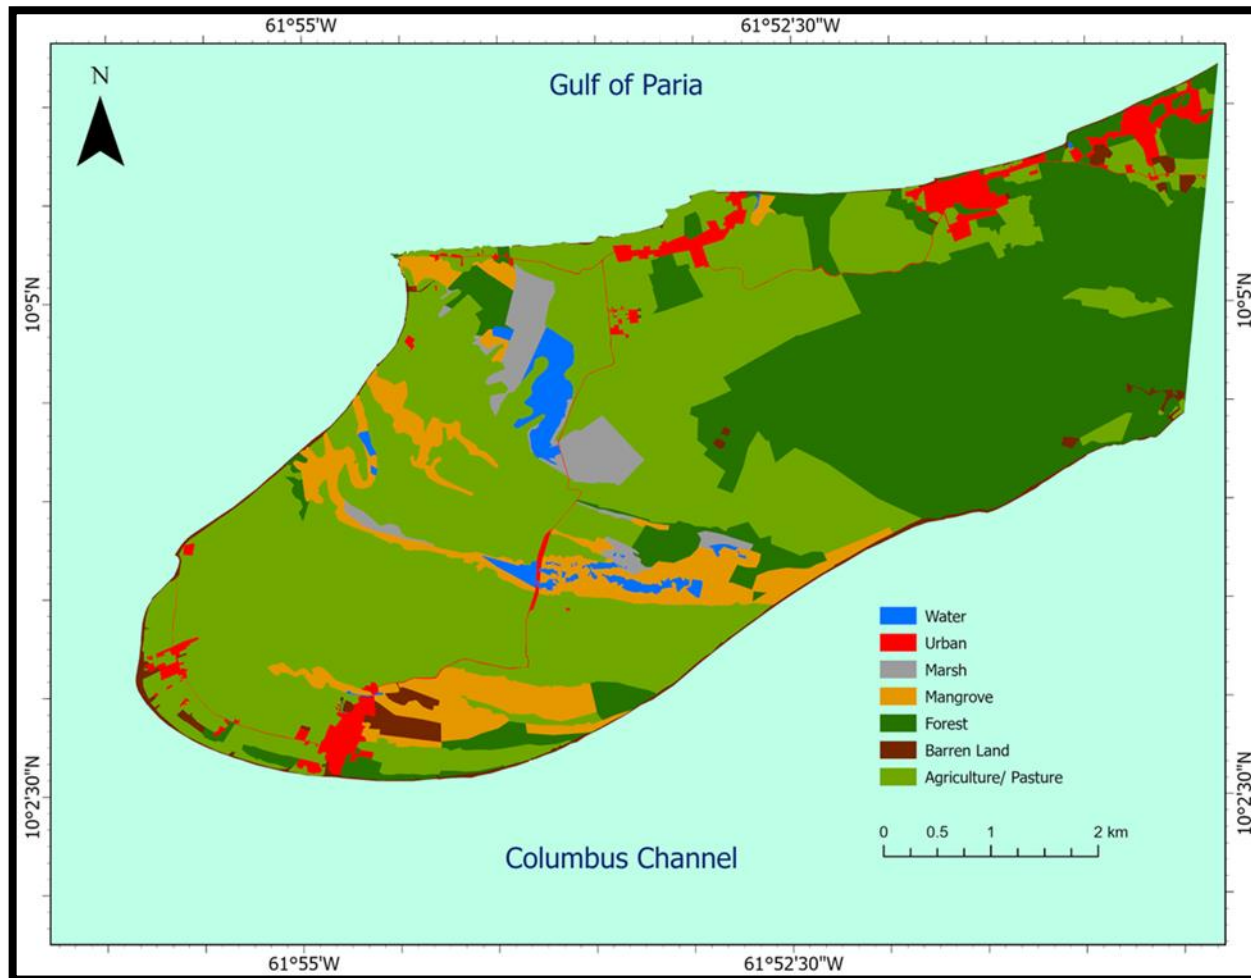 61°55'W
61°52'30"W
N
Gulf of Paria
10°5'N
10°5'N
Water
Urban
Marsh
Mangrove
Forest
Barren Land
Agriculture/ Pasture
10°2'30"N
10°2'30"N
0 0.5 1 2 km
Columbus Channel
61°55'W
61°52'30"W